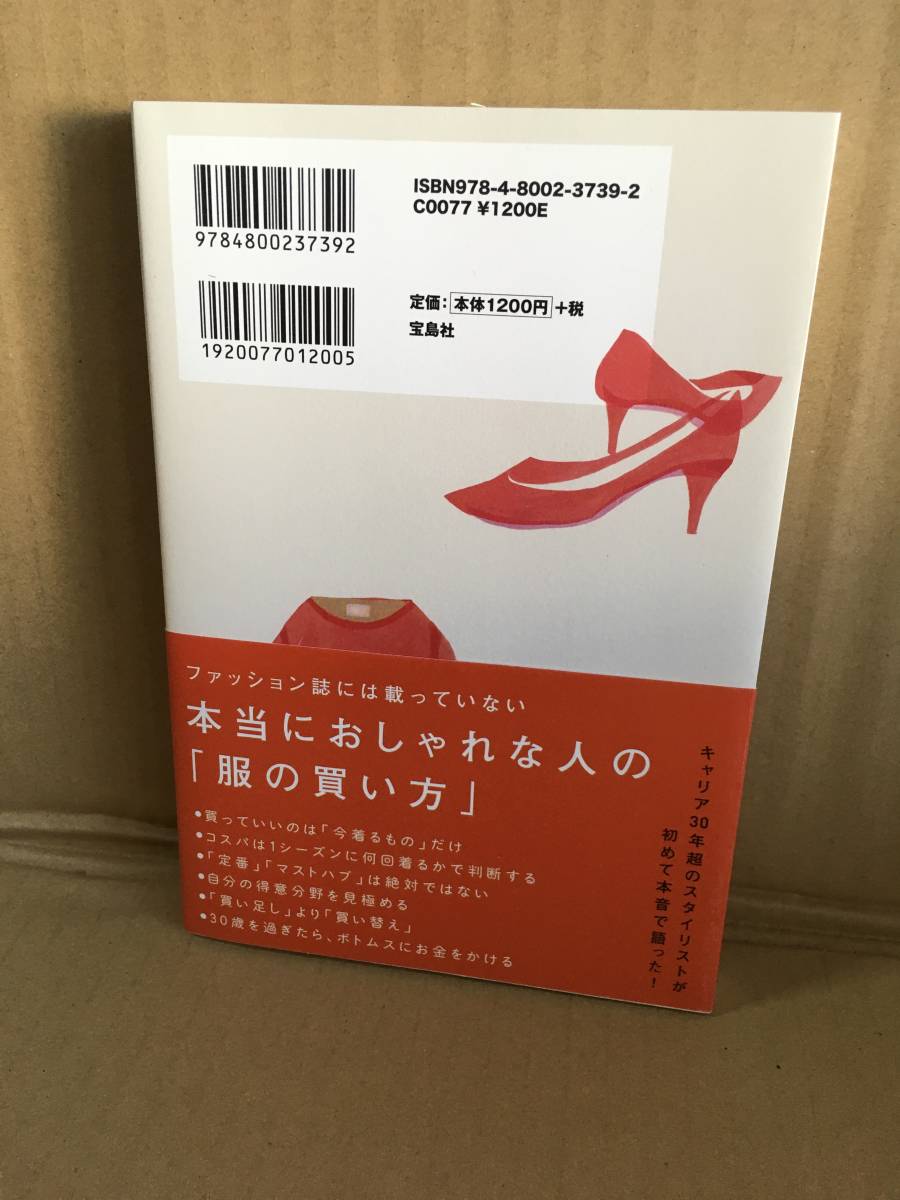 9784800237392
ISBN978-4-8002-3739-2
C0077 ¥1200E
1920077012005
定価：本体1200円+税
宝島社
ファッション誌には載っていない
本当におしゃれな人の
「服の買い方」
•買っていいのは「今着るもの」だけ
•コスパは1シーズンに何回着るかで判断する
•「定番」「マストハブ」は絶対ではない
•自分の得意分野を見極める
•「買い足し」より「買い替え」
•30歳を過ぎたら、ボトムスにお金をかける
キャリア30年超のスタイリストが
初めて本音で語った！